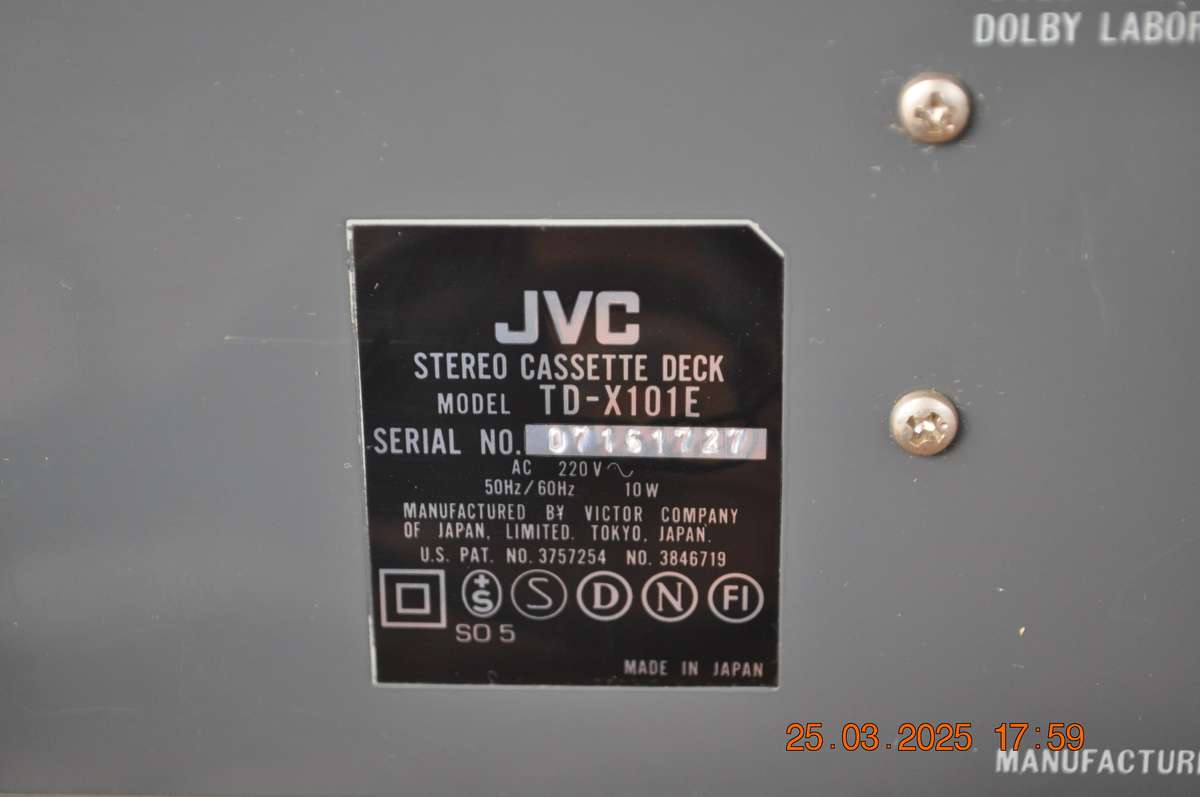 DOLBY LABOR
JVC
STEREO CASSETTE DECK
MODEL TD-X101E
SERIAL NO. 07151727
AC 220V~
50Hz/60Hz 10W
MANUFACTURED BY VICTOR COMPANY
OF JAPAN, LIMITED. TOKYO, JAPAN.
U.S. PAT. NO. 3757254 NO. 3846719
+S S D N FI
SO 5
MADE IN JAPAN
25.03.2025 17:59
MANUFACTURE